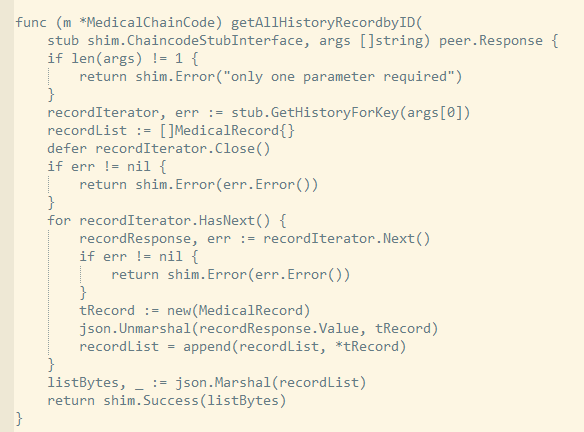 func (m *MedicalChainCode) getAllHistoryRecordbyID(
    stub shim.ChaincodeStubInterface, args []string) peer.Response {
    if len(args) != 1 {
        return shim.Error("only one parameter required")
    }
    recordIterator, err := stub.GetHistoryForKey(args[0])
    recordList := []MedicalRecord{}
    defer recordIterator.Close()
    if err != nil {
        return shim.Error(err.Error())
    }
    for recordIterator.HasNext() {
        recordResponse, err := recordIterator.Next()
        if err != nil {
            return shim.Error(err.Error())
        }
        tRecord := new(MedicalRecord)
        json.Unmarshal(recordResponse.Value, tRecord)
        recordList = append(recordList, *tRecord)
    }
    listBytes, _ := json.Marshal(recordList)
    return shim.Success(listBytes)
}